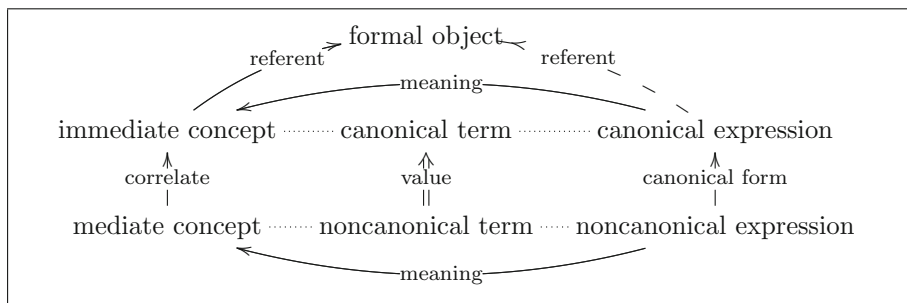 formal object
referent referent
meaning
immediate concept canonical term canonical expression
correlate value canonical form
mediate concept noncanonical term noncanonical expression
meaning